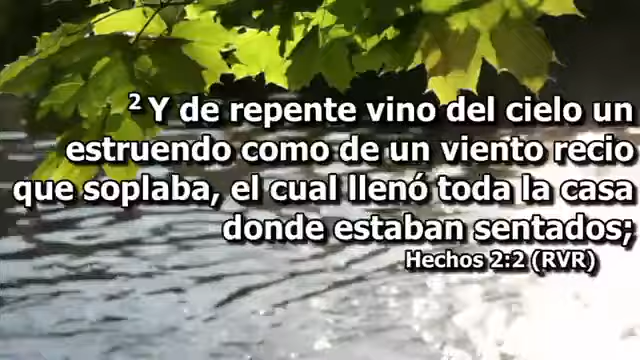 2 Y de repente vino del cielo un
estruendo como de un viento recio
que soplaba, el cual llenó toda la casa
donde estaban sentados;
Hechos 2:2 (RVR)